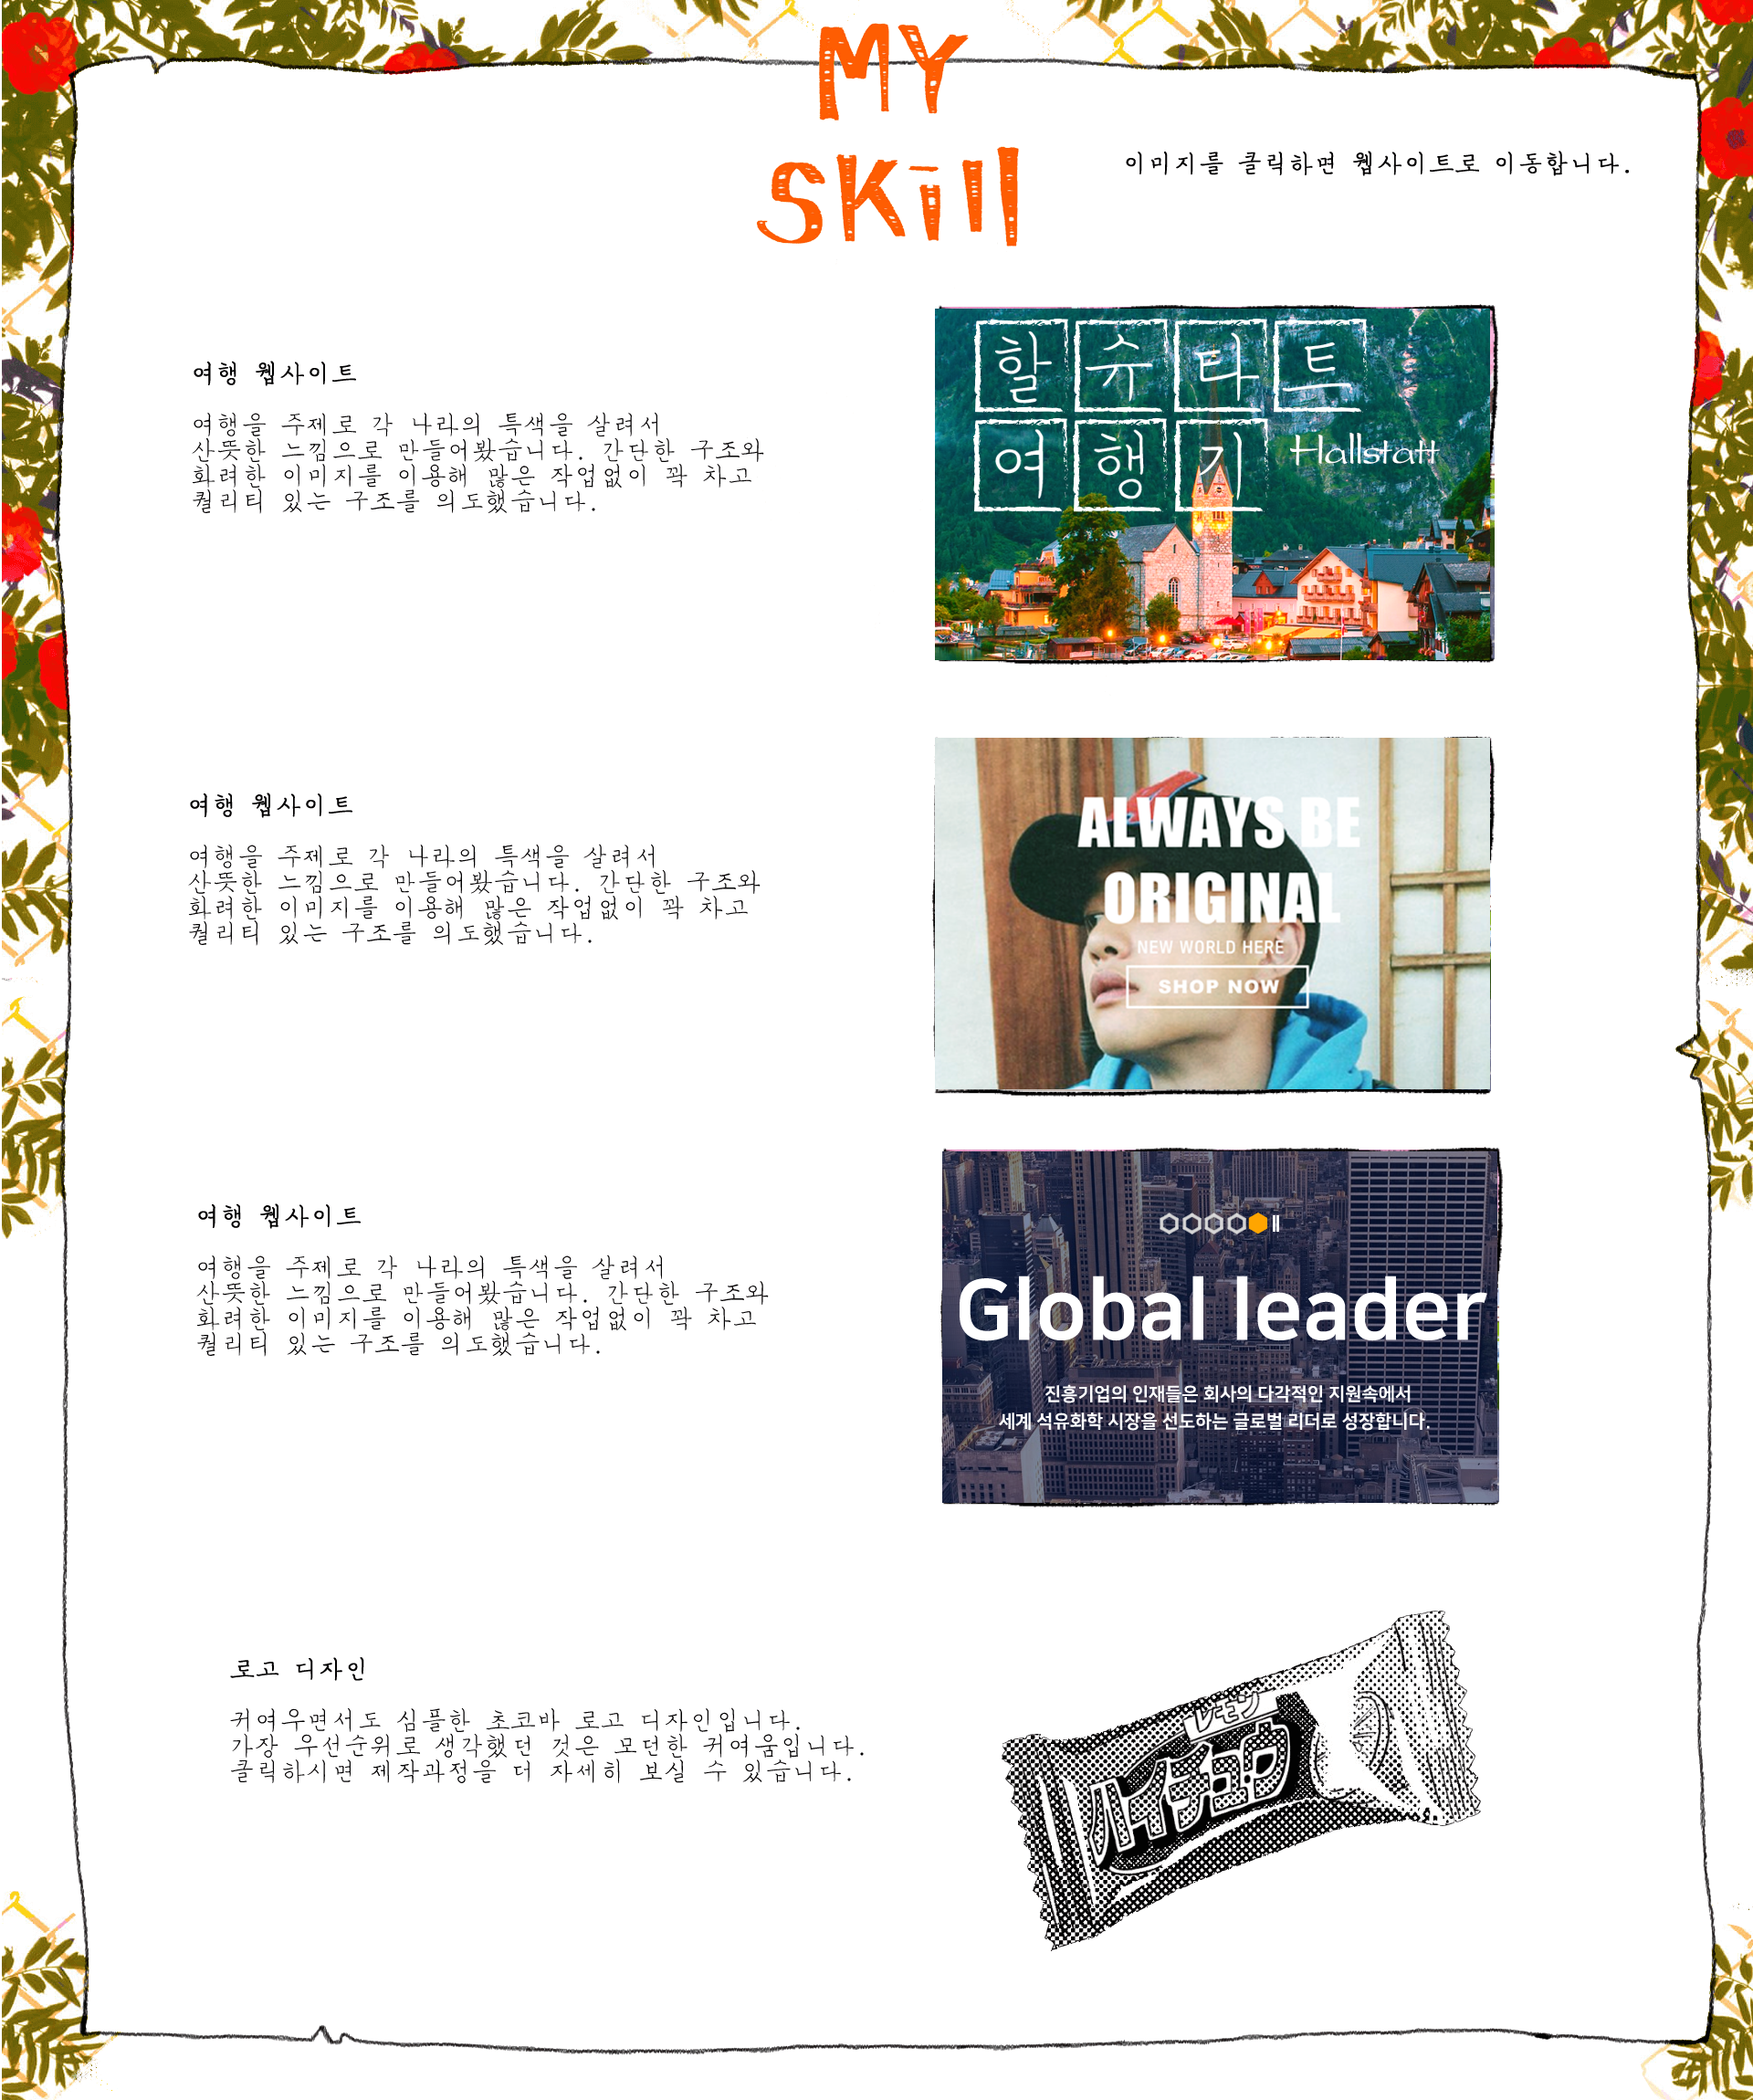 MY
SKill
이미지를 클릭하면 웹사이트로 이동합니다.
여행 웹사이트
여행을 주제로 각 나라의 특색을 살려서
산뜻한 느낌으로 만들어봤습니다. 간단한 구조와
화려한 이미지를 이용해 많은 작업없이 꽉 차고
퀄리티 있는 구조를 의도했습니다.
할슈타트
여행기 Hallstatt
여행 웹사이트
여행을 주제로 각 나라의 특색을 살려서
산뜻한 느낌으로 만들어봤습니다. 간단한 구조와
화려한 이미지를 이용해 많은 작업없이 꽉 차고
퀄리티 있는 구조를 의도했습니다.
ALWAYS BE
ORIGINAL
NEW WORLD HERE
SHOP NOW
여행 웹사이트
여행을 주제로 각 나라의 특색을 살려서
산뜻한 느낌으로 만들어봤습니다. 간단한 구조와
화려한 이미지를 이용해 많은 작업없이 꽉 차고
퀄리티 있는 구조를 의도했습니다.
Global leader
진흥기업의 인재들은 회사의 다각적인 지원속에서
세계 석유화학 시장을 선도하는 글로벌 리더로 성장합니다.
로고 디자인
귀여우면서도 심플한 초코바 로고 디자인입니다.
가장 우선순위로 생각했던 것은 모던한 귀여움입니다.
클릭하시면 제작과정을 더 자세히 보실 수 있습니다.
レモン
ハイチュウ